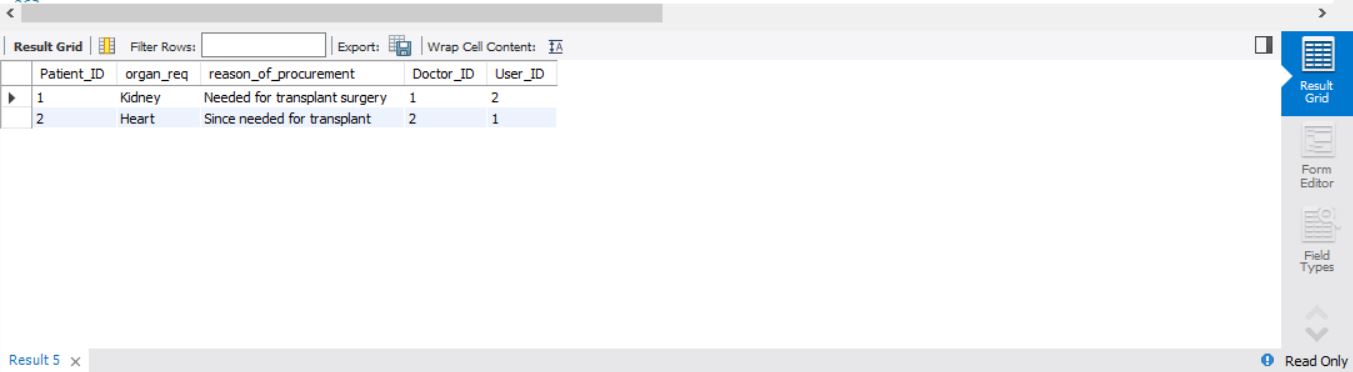 Result Grid Filter Rows: Export: Wrap Cell Content: IA
Patient_ID organ_req reason_of_procurement Doctor_ID User_ID
1 Kidney Needed for transplant surgery 1 2
2 Heart Since needed for transplant 2 1
Result
Grid
Form
Editor
Field
Types
Result 5 × Read Only